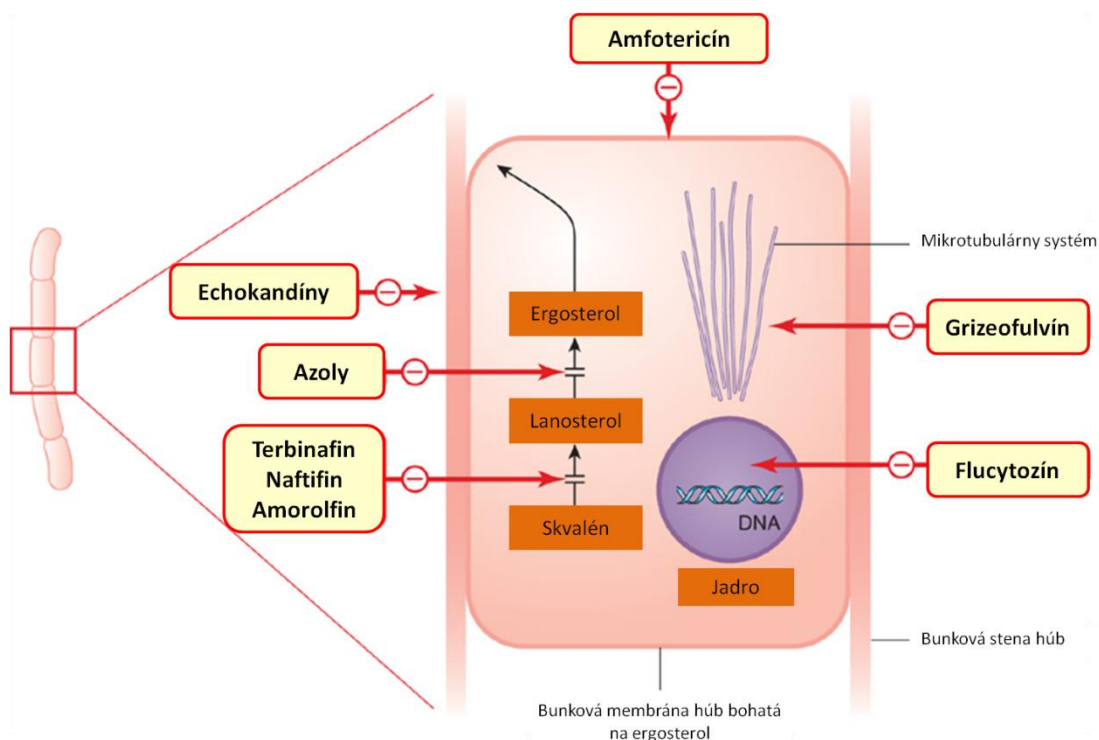 Amfotericín
Mikrotubulárny systém
Echokandíny
Ergosterol
Grizeofulvín
Azoly
Lanosterol
Terbinafin
Naftifin
Amorolfin
Flucytozín
Skvalén
DNA
Jadro
Bunková stena húb
Bunková membrána húb bohatá
na ergosterol